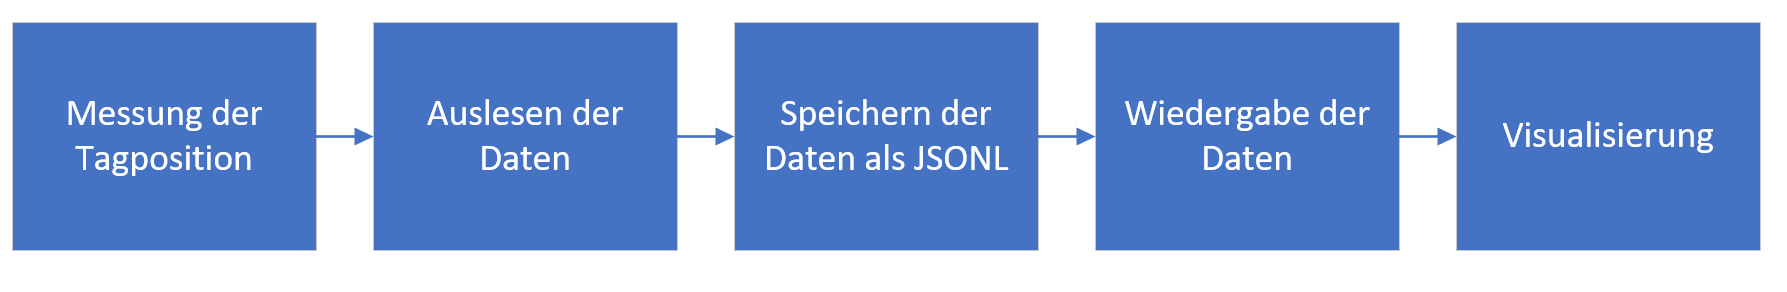 Messung der
Tagposition
Auslesen der
Daten
Speichern der
Daten als JSONL
Wiedergabe der
Daten
Visualisierung